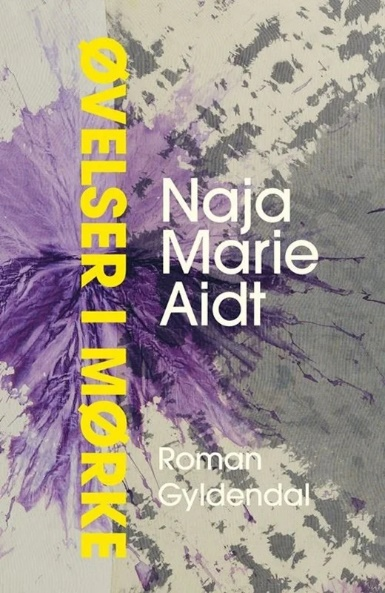 ØVELSER I MØRKE
Naja
Marie
Aidt
Roman
Gyldendal